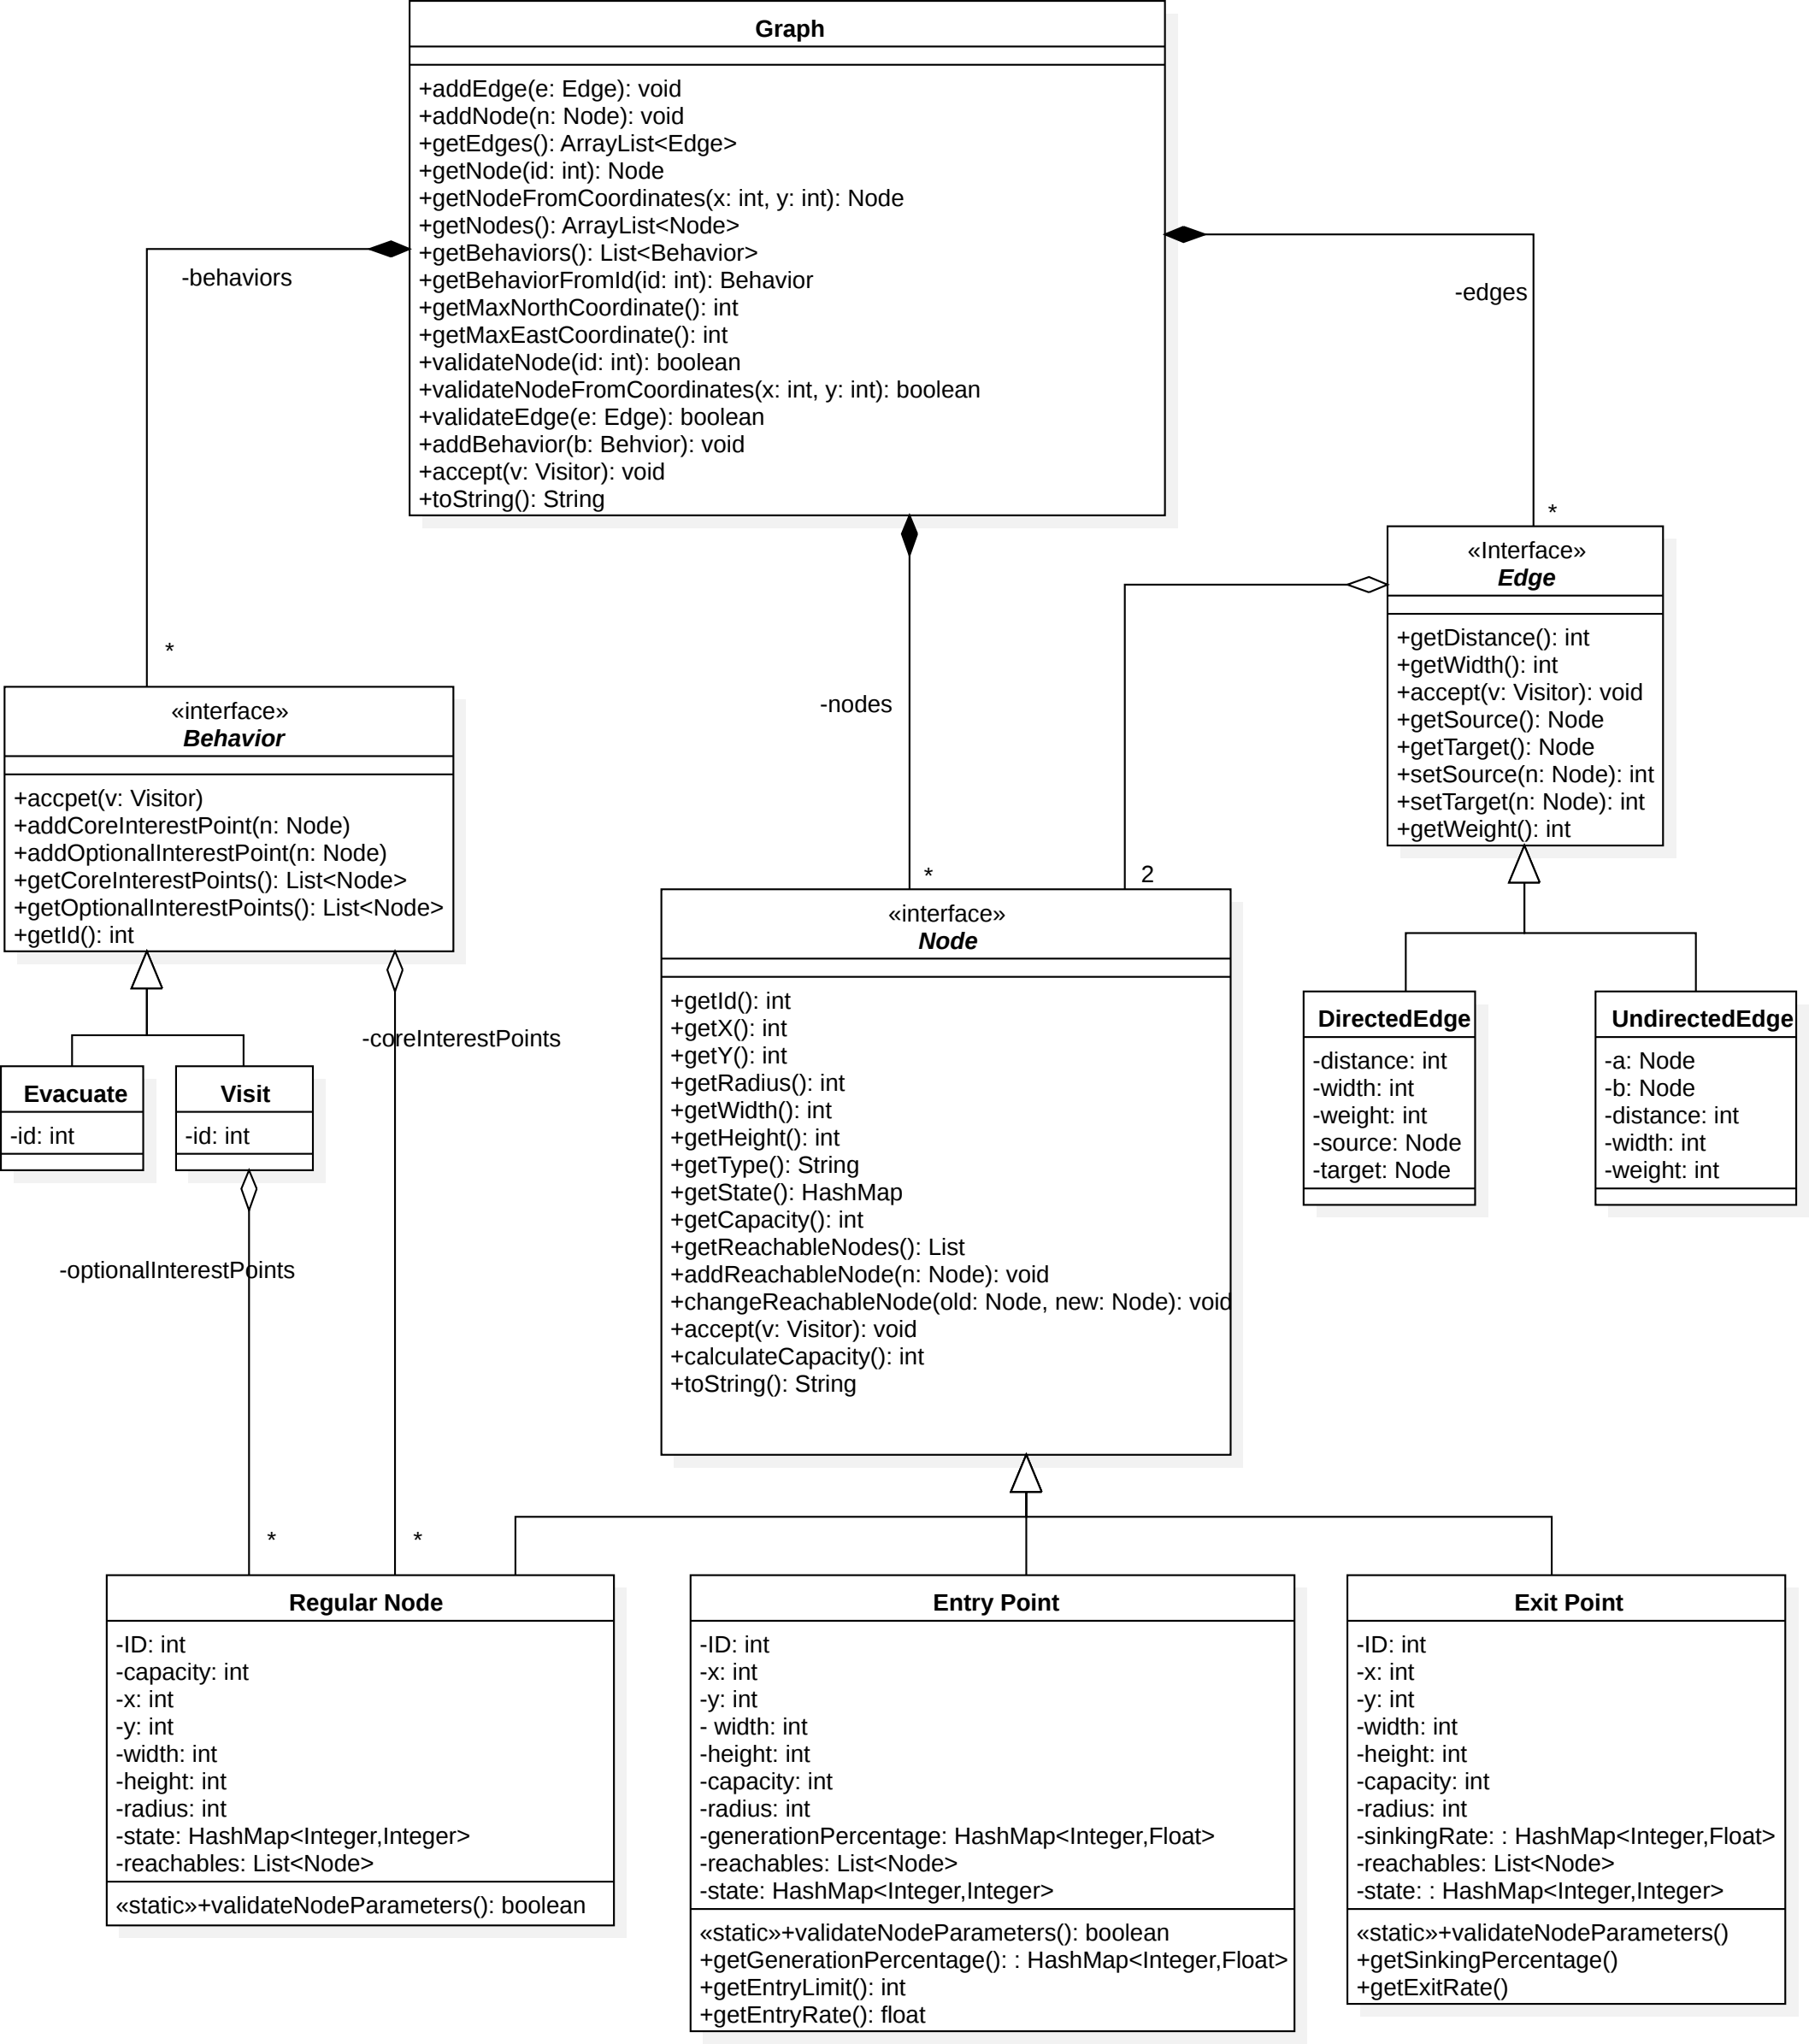 Graph
+addEdge(e: Edge): void
+addNode(n: Node): void
+getEdges(): ArrayList<Edge>
+getNode(id: int): Node
+getNodeFromCoordinates(x: int, y: int): Node
+getNodes(): ArrayList<Node>
+getBehaviors(): List<Behavior>
+getBehaviorFromId(id: int): Behavior
+getMaxNorthCoordinate(): int
+getMaxEastCoordinate(): int
+validateNode(id: int): boolean
+validateNodeFromCoordinates(x: int, y: int): boolean
+validateEdge(e: Edge): boolean
+addBehavior(b: Behvior): void
+accept(v: Visitor): void
+toString(): String
-behaviors
*
-edges
*
-nodes
*
2
«interface»
Behavior
+accpet(v: Visitor)
+addCoreInterestPoint(n: Node)
+addOptionalInterestPoint(n: Node)
+getCoreInterestPoints(): List<Node>
+getOptionalInterestPoints(): List<Node>
+getId(): int
«Interface»
Edge
+getDistance(): int
+getWidth(): int
+accept(v: Visitor): void
+getSource(): Node
+getTarget(): Node
+setSource(n: Node): int
+setTarget(n: Node): int
+getWeight(): int
«interface»
Node
+getId(): int
+getX(): int
+getY(): int
+getRadius(): int
+getWidth(): int
+getHeight(): int
+getType(): String
+getState(): HashMap
+getCapacity(): int
+getReachableNodes(): List
+addReachableNode(n: Node): void
+changeReachableNode(old: Node, new: Node): void
+accept(v: Visitor): void
+calculateCapacity(): int
+toString(): String
DirectedEdge
-distance: int
-width: int
-weight: int
-source: Node
-target: Node
UndirectedEdge
-a: Node
-b: Node
-distance: int
-width: int
-weight: int
Evacuate
-id: int
Visit
-id: int
-coreInterestPoints
*
-optionalInterestPoints
*
Regular Node
-ID: int
-capacity: int
-x: int
-y: int
-width: int
-height: int
-radius: int
-state: HashMap<Integer,Integer>
-reachables: List<Node>
«static»+validateNodeParameters(): boolean
Entry Point
-ID: int
-x: int
-y: int
- width: int
-height: int
-capacity: int
-radius: int
-generationPercentage: HashMap<Integer,Float>
-reachables: List<Node>
-state: HashMap<Integer,Integer>
«static»+validateNodeParameters(): boolean
+getGenerationPercentage(): : HashMap<Integer,Float>
+getEntryLimit(): int
+getEntryRate(): float
Exit Point
-ID: int
-x: int
-y: int
-width: int
-height: int
-capacity: int
-radius: int
-sinkingRate: : HashMap<Integer,Float>
-reachables: List<Node>
-state: : HashMap<Integer,Integer>
«static»+validateNodeParameters()
+getSinkingPercentage()
+getExitRate()